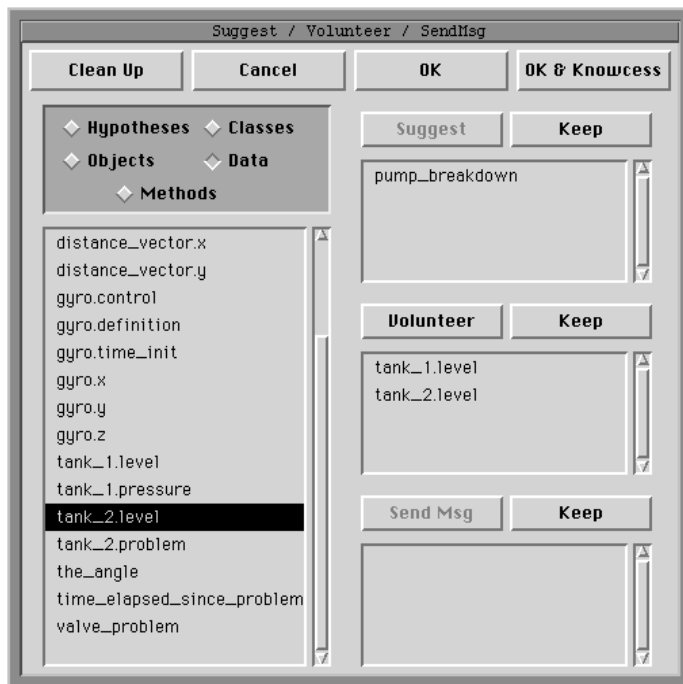 Suggest / Volunteer / SendMsg
Clean Up Cancel OK OK & Knowcess
Hypotheses Classes
Objects Data
Methods
distance_vector.x
distance_vector.y
gyro.control
gyro.definition
gyro.time_init
gyro.x
gyro.y
gyro.z
tank_1.level
tank_1.pressure
tank_2.level
tank_2.problem
the_angle
time_elapsed_since_problem
valve_problem
Suggest Keep
pump_breakdown
Volunteer Keep
tank_1.level
tank_2.level
Send Msg Keep